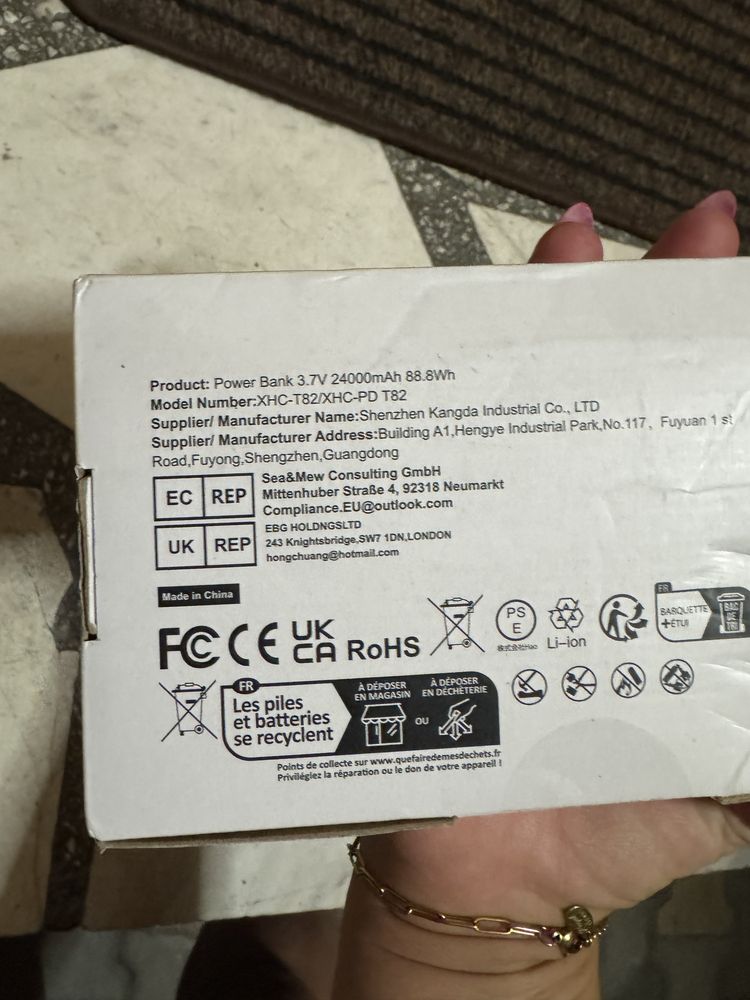 Product: Power Bank 3.7V 24000mAh 88.8Wh
Model Number:XHC-T82/XHC-PD T82
Supplier/ Manufacturer Name:Shenzhen Kangda Industrial Co., LTD
Supplier/ Manufacturer Address:Building A1,Hengye Industrial Park,No.117、Fuyuan 1 st
Road,Fuyong,Shengzhen,Guangdong
EC REP
Sea&Mew Consulting GmbH
Mittenhuber Straße 4, 92318 Neumarkt
Compliance.EU@outlook.com
UK REP
EBG HOLDNGSLTD
243 Knightsbridge,SW7 1DN,LONDON
hongchuang@hotmail.com
Made in China
FC CE UK CA RoHS
PS E
Li-ion
FR
BARQUETTE
+ÉTUI
BAC DE TRI
FR
Les piles
et batteries
se recyclent
À DÉPOSER
EN MAGASIN
OU
À DÉPOSER
EN DÉCHÈTERIE
Points de collecte sur www.quefairedemesdechets.fr
Privilégiez la réparation ou le don de votre appareil !